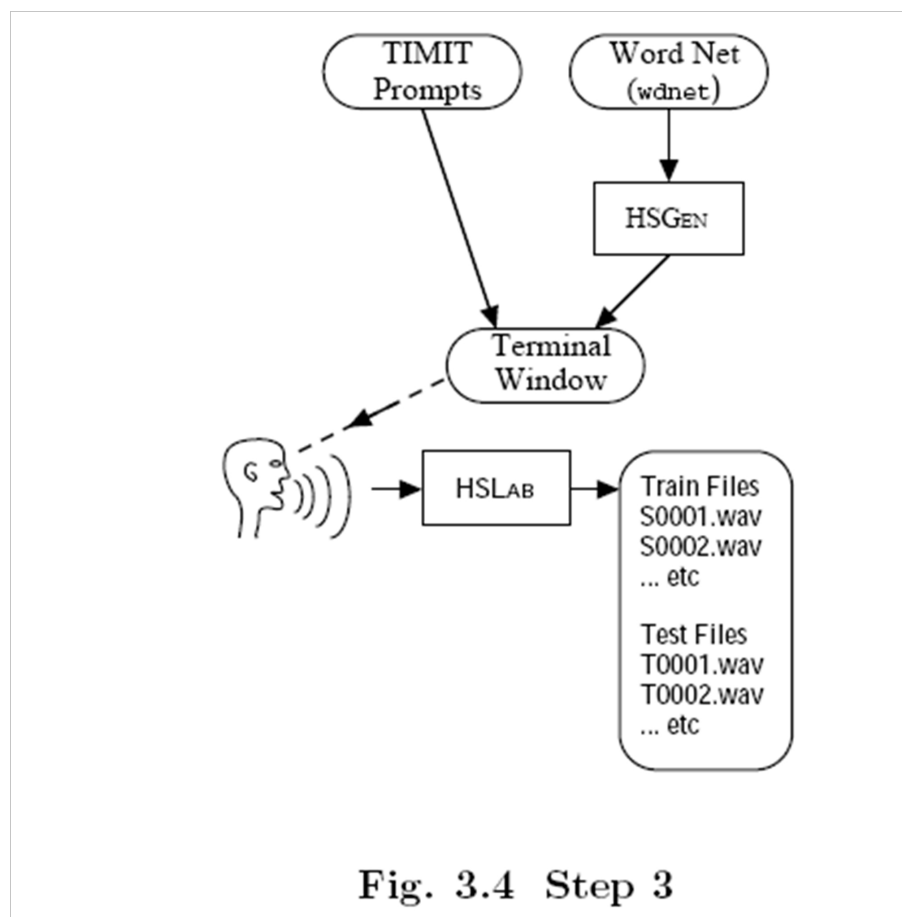 TIMIT
Prompts
Word Net
(wdnet)
HSGEN
Terminal
Window
HSLAB
Train Files
S0001.wav
S0002.wav
... etc
Test Files
T0001.wav
T0002.wav
... etc
Fig. 3.4 Step 3